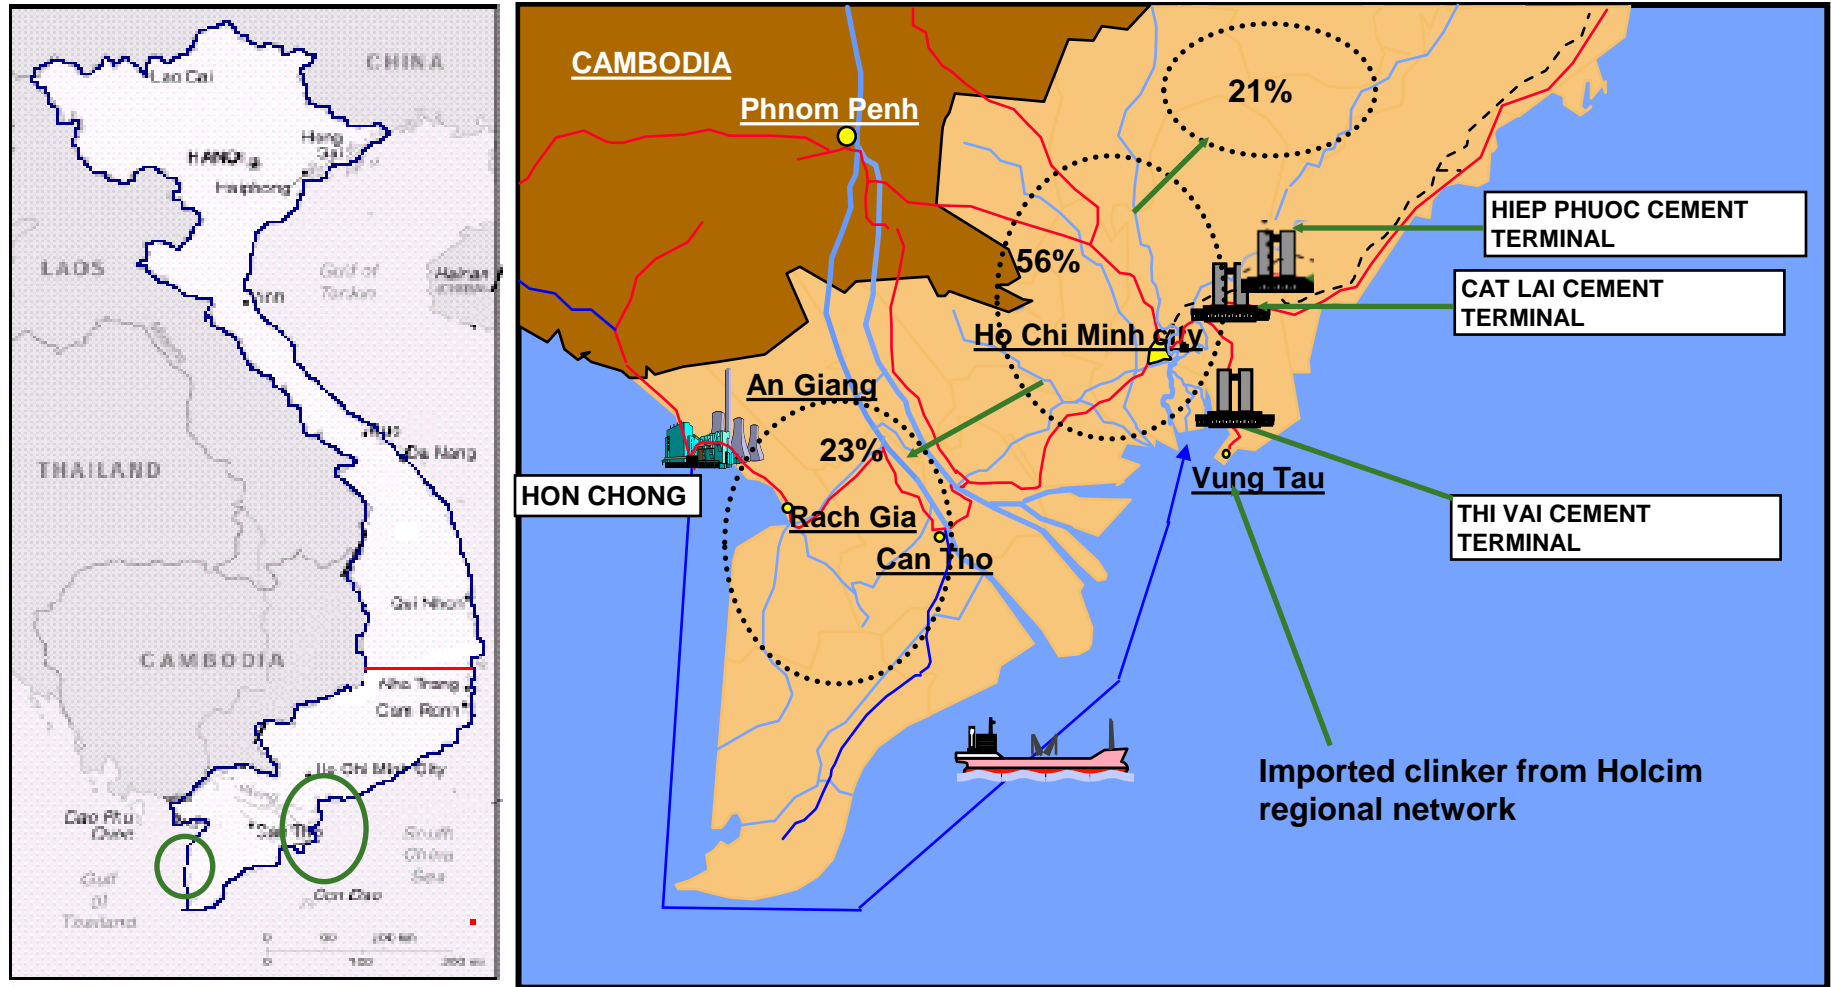 CHINA
Lao Cai
HANOI
Haiphong
LAOS
Gulf of
Tonkin
Hainan
Vinh
THAILAND
Da Nang
Qui Nhon
CAMBODIA
Cam Ranh
Ho Chi Minh City
Can Tho
South
China
Sea
Gulf
of
Thailand
Con Dao
CAMBODIA
Phnom Penh
21%
56%
HIEP PHUOC CEMENT
TERMINAL
CAT LAI CEMENT
TERMINAL
Ho Chi Minh city
An Giang
23%
HON CHONG
Vung Tau
Rach Gia
THI VAI CEMENT
TERMINAL
Can Tho
Imported clinker from Holcim
regional network